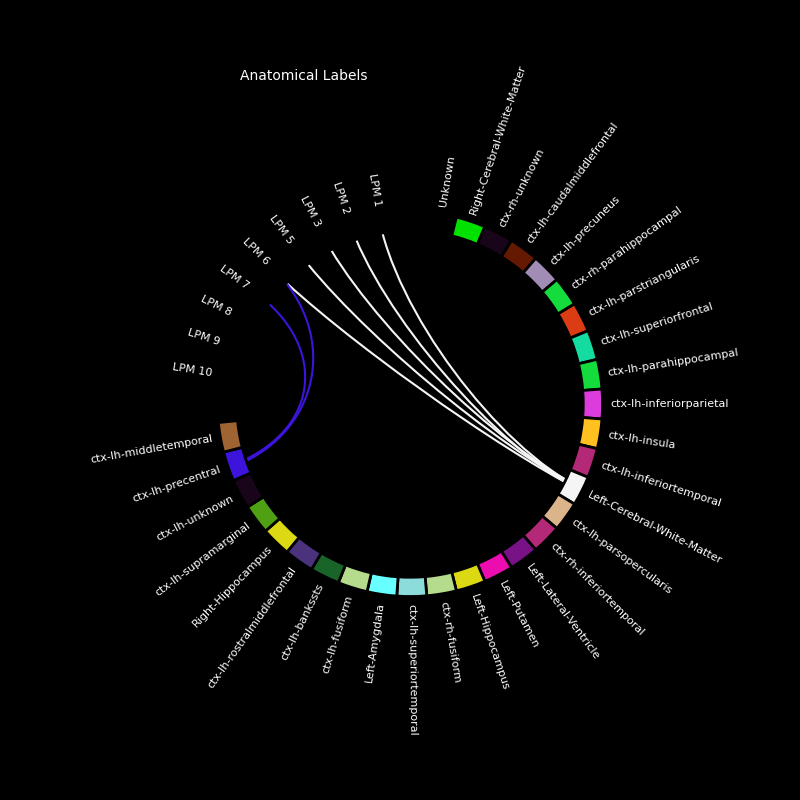 Anatomical Labels
Unknown
Right-Cerebral-White-Matter
ctx-rh-unknown
ctx-lh-caudalmiddlefrontal
ctx-lh-precuneus
ctx-rh-parahippocampal
ctx-lh-parstriangularis
ctx-lh-superiorfrontal
ctx-lh-parahippocampal
ctx-lh-inferiorparietal
ctx-lh-insula
ctx-lh-inferiortemporal
Left-Cerebral-White-Matter
ctx-lh-parsopercularis
ctx-rh-inferiortemporal
Left-Lateral-Ventricle
Left-Putamen
Left-Hippocampus
ctx-rh-fusiform
ctx-lh-superiortemporal
Left-Amygdala
ctx-lh-fusiform
ctx-lh-bankssts
ctx-lh-rostralmiddlefrontal
Right-Hippocampus
ctx-lh-supramarginal
ctx-lh-unknown
ctx-lh-precentral
ctx-lh-middletemporal
LPM 10
LPM 9
LPM 8
LPM 7
LPM 6
LPM 5
LPM 3
LPM 2
LPM 1